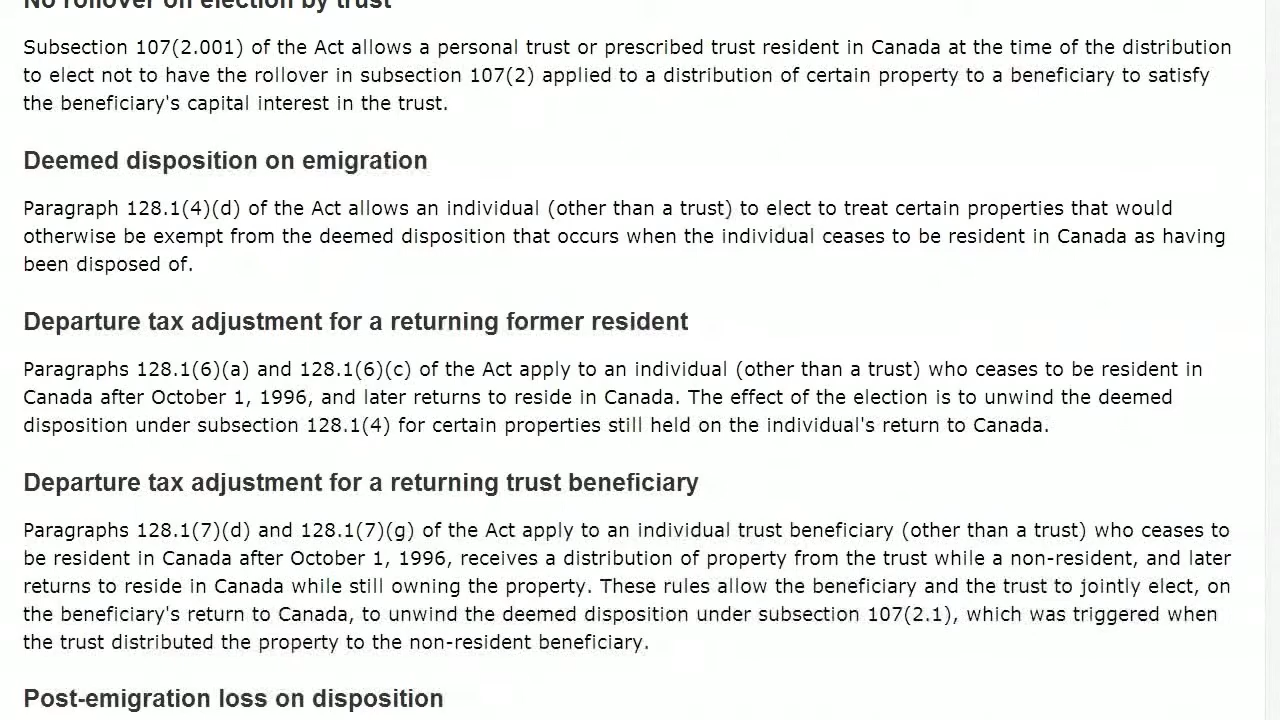 No rollover on election by trust
Subsection 107(2.001) of the Act allows a personal trust or prescribed trust resident in Canada at the time of the distribution
to elect not to have the rollover in subsection 107(2) applied to a distribution of certain property to a beneficiary to satisfy
the beneficiary's capital interest in the trust.
Deemed disposition on emigration
Paragraph 128.1(4)(d) of the Act allows an individual (other than a trust) to elect to treat certain properties that would
otherwise be exempt from the deemed disposition that occurs when the individual ceases to be resident in Canada as having
been disposed of.
Departure tax adjustment for a returning former resident
Paragraphs 128.1(6)(a) and 128.1(6)(c) of the Act apply to an individual (other than a trust) who ceases to be resident in
Canada after October 1, 1996, and later returns to reside in Canada. The effect of the election is to unwind the deemed
disposition under subsection 128.1(4) for certain properties still held on the individual's return to Canada.
Departure tax adjustment for a returning trust beneficiary
Paragraphs 128.1(7)(d) and 128.1(7)(g) of the Act apply to an individual trust beneficiary (other than a trust) who ceases to
be resident in Canada after October 1, 1996, receives a distribution of property from the trust while a non-resident, and later
returns to reside in Canada while still owning the property. These rules allow the beneficiary and the trust to jointly elect, on
the beneficiary's return to Canada, to unwind the deemed disposition under subsection 107(2.1), which was triggered when
the trust distributed the property to the non-resident beneficiary.
Post-emigration loss on disposition